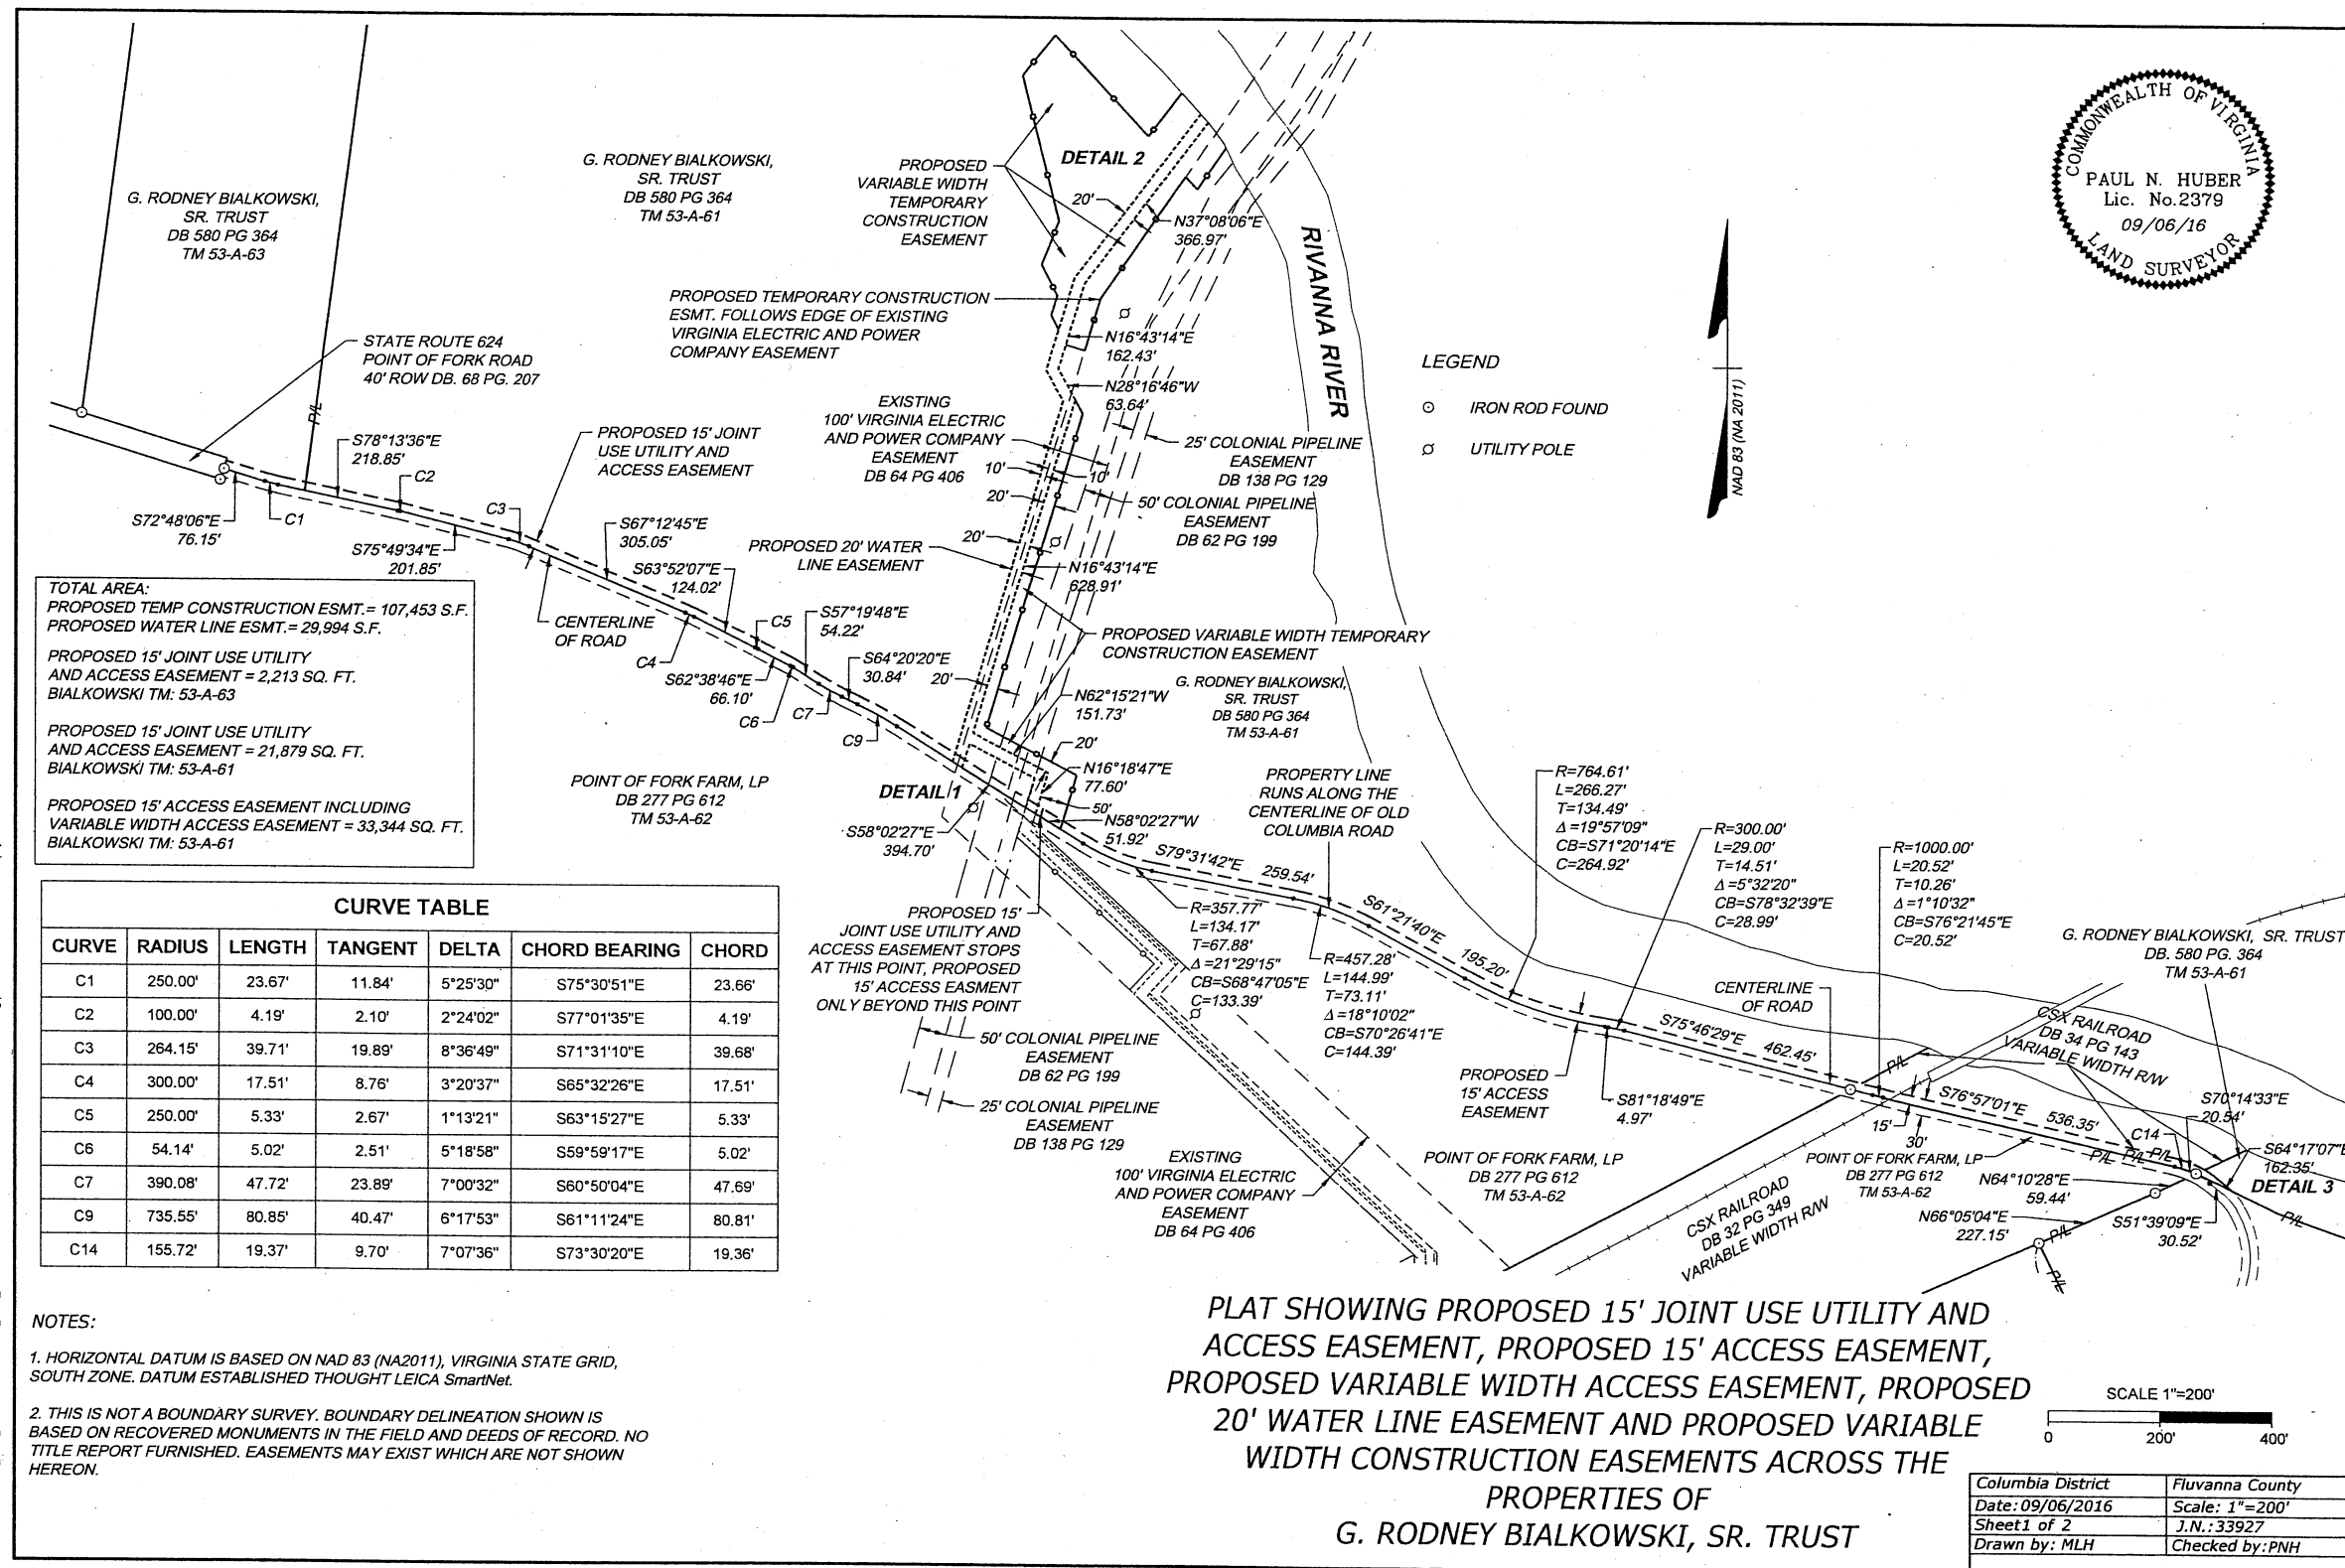 G. RODNEY BIALKOWSKI,
SR. TRUST
DB 580 PG 364
TM 53-A-63
G. RODNEY BIALKOWSKI,
SR. TRUST
DB 580 PG 364
TM 53-A-61
PROPOSED
VARIABLE WIDTH
TEMPORARY
CONSTRUCTION
EASEMENT
DETAIL 2
20'
N37°08'06"E
366.97'
RIVANNA RIVER
COMMONWEALTH OF VIRGINIA
PAUL N. HUBER
Lic. No.2379
09/06/16
LAND SURVEYOR
STATE ROUTE 624
POINT OF FORK ROAD
40' ROW DB. 68 PG. 207
P/L
PROPOSED TEMPORARY CONSTRUCTION
ESMT. FOLLOWS EDGE OF EXISTING
VIRGINIA ELECTRIC AND POWER
COMPANY EASEMENT
N16°43'14"E
162.43'
N28°16'46"W
63.64'
LEGEND
IRON ROD FOUND
UTILITY POLE
NAD 83 (NA 2011)
EXISTING
100' VIRGINIA ELECTRIC
AND POWER COMPANY
EASEMENT
DB 64 PG 406
10'
10'
20'
25' COLONIAL PIPELINE
EASEMENT
DB 138 PG 129
50' COLONIAL PIPELINE
EASEMENT
DB 62 PG 199
S78°13'36"E
218.85'
C2
PROPOSED 15' JOINT
USE UTILITY AND
ACCESS EASEMENT
S72°48'06"E
76.15'
C1
S75°49'34"E
201.85'
C3
S67°12'45"E
305.05'
S63°52'07"E
124.02'
PROPOSED 20' WATER
LINE EASEMENT
20'
N16°43'14"E
628.91'
CENTERLINE
OF ROAD
C4
C5
S57°19'48"E
54.22'
S62°38'46"E
66.10'
C6
S64°20'20"E
30.84'
C7
C9
20'
PROPOSED VARIABLE WIDTH TEMPORARY
CONSTRUCTION EASEMENT
N62°15'21"W
151.73'
G. RODNEY BIALKOWSKI,
SR. TRUST
DB 580 PG 364
TM 53-A-61
20'
N16°18'47"E
77.60'
50'
N58°02'27"W
51.92'
DETAIL 1
S58°02'27"E
394.70'
POINT OF FORK FARM, LP
DB 277 PG 612
TM 53-A-62
TOTAL AREA:
PROPOSED TEMP CONSTRUCTION ESMT.= 107,453 S.F.
PROPOSED WATER LINE ESMT.= 29,994 S.F.
PROPOSED 15' JOINT USE UTILITY
AND ACCESS EASEMENT = 2,213 SQ. FT.
BIALKOWSKI TM: 53-A-63
PROPOSED 15' JOINT USE UTILITY
AND ACCESS EASEMENT = 21,879 SQ. FT.
BIALKOWSKI TM: 53-A-61
PROPOSED 15' ACCESS EASEMENT INCLUDING
VARIABLE WIDTH ACCESS EASEMENT = 33,344 SQ. FT.
BIALKOWSKI TM: 53-A-61
PROPERTY LINE
RUNS ALONG THE
CENTERLINE OF OLD
COLUMBIA ROAD
S79°31'42"E 259.54'
S61°21'40"E 195.20'
R=764.61'
L=266.27'
T=134.49'
Δ=19°57'09"
CB=S71°20'14"E
C=264.92'
R=300.00'
L=29.00'
T=14.51'
Δ=5°32'20"
CB=S78°32'39"E
C=28.99'
R=1000.00'
L=20.52'
T=10.26'
Δ=1°10'32"
CB=S76°21'45"E
C=20.52'
G. RODNEY BIALKOWSKI, SR. TRUST
DB. 580 PG. 364
TM 53-A-61
PROPOSED 15'
JOINT USE UTILITY AND
ACCESS EASEMENT STOPS
AT THIS POINT, PROPOSED
15' ACCESS EASMENT
ONLY BEYOND THIS POINT
R=357.77'
L=134.17'
T=67.88'
Δ=21°29'15"
CB=S68°47'05"E
C=133.39'
R=457.28'
L=144.99'
T=73.11'
Δ=18°10'02"
CB=S70°26'41"E
C=144.39'
CENTERLINE
OF ROAD
S75°46'29"E 462.45'
CSX RAILROAD
DB 34 PG 143
VARIABLE WIDTH R/W
P/L
50' COLONIAL PIPELINE
EASEMENT
DB 62 PG 199
25' COLONIAL PIPELINE
EASEMENT
DB 138 PG 129
PROPOSED
15' ACCESS
EASEMENT
S81°18'49"E
4.97'
15'
30'
S76°57'01"E 536.35'
C14
S70°14'33"E
20.54'
S64°17'07"E
162.35'
DETAIL 3
P/L P/L P/L
EXISTING
100' VIRGINIA ELECTRIC
AND POWER COMPANY
EASEMENT
DB 64 PG 406
POINT OF FORK FARM, LP
DB 277 PG 612
TM 53-A-62
CSX RAILROAD
DB 32 PG 349
VARIABLE WIDTH R/W
POINT OF FORK FARM, LP
DB 277 PG 612
TM 53-A-62
N64°10'28"E
59.44'
N66°05'04"E
227.15'
S51°39'09"E
30.52'
P/L
P/L
P/L
CURVE TABLE
CURVE RADIUS LENGTH TANGENT DELTA CHORD BEARING CHORD
C1 250.00' 23.67' 11.84' 5°25'30" S75°30'51"E 23.66'
C2 100.00' 4.19' 2.10' 2°24'02" S77°01'35"E 4.19'
C3 264.15' 39.71' 19.89' 8°36'49" S71°31'10"E 39.68'
C4 300.00' 17.51' 8.76' 3°20'37" S65°32'26"E 17.51'
C5 250.00' 5.33' 2.67' 1°13'21" S63°15'27"E 5.33'
C6 54.14' 5.02' 2.51' 5°18'58" S59°59'17"E 5.02'
C7 390.08' 47.72' 23.89' 7°00'32" S60°50'04"E 47.69'
C9 735.55' 80.85' 40.47' 6°17'53" S61°11'24"E 80.81'
C14 155.72' 19.37' 9.70' 7°07'36" S73°30'20"E 19.36'
NOTES:
1. HORIZONTAL DATUM IS BASED ON NAD 83 (NA2011), VIRGINIA STATE GRID,
SOUTH ZONE. DATUM ESTABLISHED THOUGHT LEICA SmartNet.
2. THIS IS NOT A BOUNDARY SURVEY. BOUNDARY DELINEATION SHOWN IS
BASED ON RECOVERED MONUMENTS IN THE FIELD AND DEEDS OF RECORD. NO
TITLE REPORT FURNISHED. EASEMENTS MAY EXIST WHICH ARE NOT SHOWN
HEREON.
PLAT SHOWING PROPOSED 15' JOINT USE UTILITY AND
ACCESS EASEMENT, PROPOSED 15' ACCESS EASEMENT,
PROPOSED VARIABLE WIDTH ACCESS EASEMENT, PROPOSED
20' WATER LINE EASEMENT AND PROPOSED VARIABLE
WIDTH CONSTRUCTION EASEMENTS ACROSS THE
PROPERTIES OF
G. RODNEY BIALKOWSKI, SR. TRUST
SCALE 1"=200'
0 200' 400'
Columbia District Fluvanna County
Date: 09/06/2016 Scale: 1"=200'
Sheet1 of 2 J.N.:33927
Drawn by: MLH Checked by:PNH